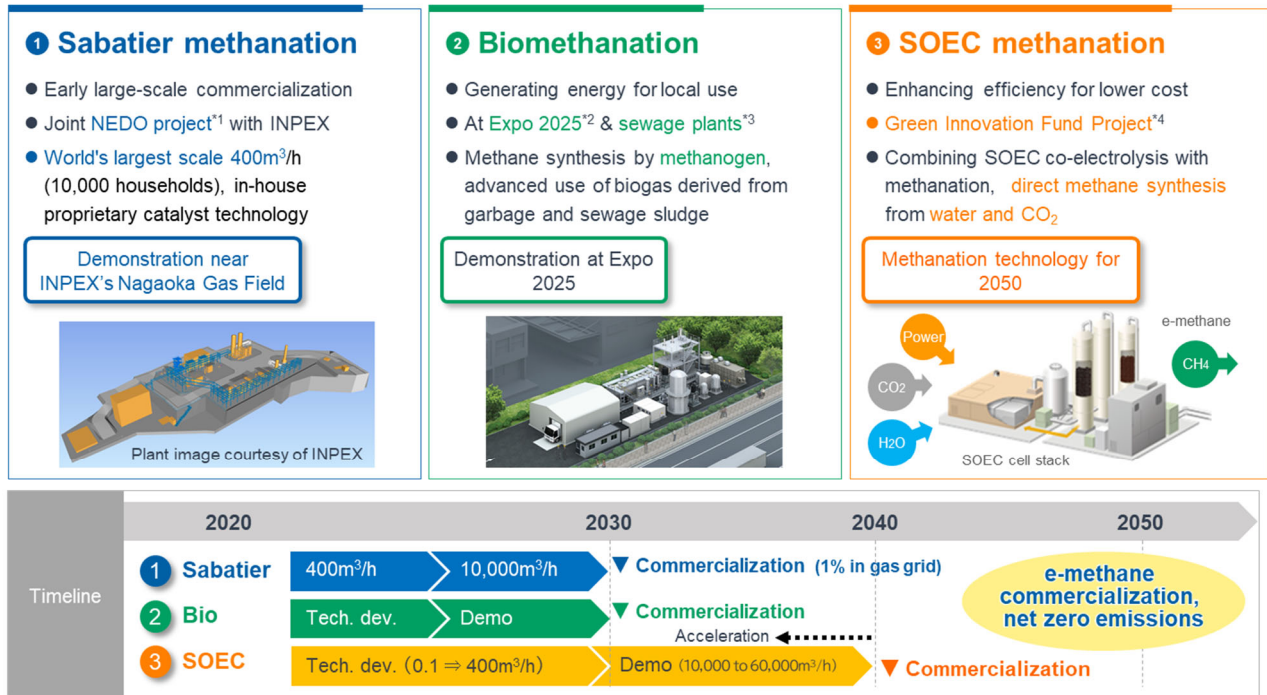 1 Sabatier methanation
● Early large-scale commercialization
● Joint NEDO project*1 with INPEX
● World's largest scale 400m³/h
(10,000 households), in-house
proprietary catalyst technology
Demonstration near
INPEX's Nagaoka Gas Field
Plant image courtesy of INPEX
2 Biomethanation
● Generating energy for local use
● At Expo 2025*2 & sewage plants*3
● Methane synthesis by methanogen,
advanced use of biogas derived from
garbage and sewage sludge
Demonstration at Expo
2025
3 SOEC methanation
● Enhancing efficiency for lower cost
● Green Innovation Fund Project*4
● Combining SOEC co-electrolysis with
methanation, direct methane synthesis
from water and CO₂
Methanation technology for
2050
Power
CO₂
H₂O
e-methane
CH₄
SOEC cell stack
Timeline
2020 2030 2040 2050
1 Sabatier 400m³/h 10,000m³/h ▼ Commercialization (1% in gas grid)
2 Bio Tech. dev. Demo ▼ Commercialization
Acceleration
3 SOEC Tech. dev. (0.1 ⇒ 400m³/h) Demo (10,000 to 60,000m³/h) ▼ Commercialization
e-methane
commercialization,
net zero emissions